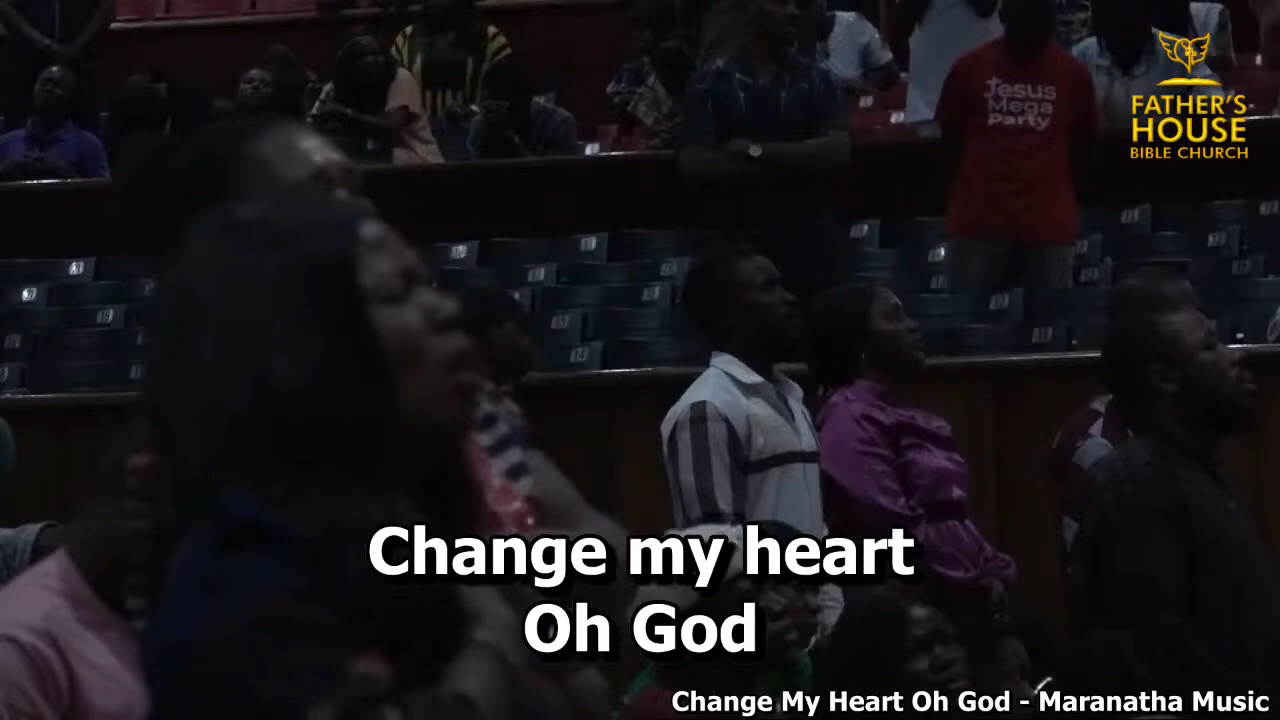 FATHER'S
HOUSE
BIBLE CHURCH
Jesus
Mega
Party
Change my heart
Oh God
Change My Heart Oh God - Maranatha Music